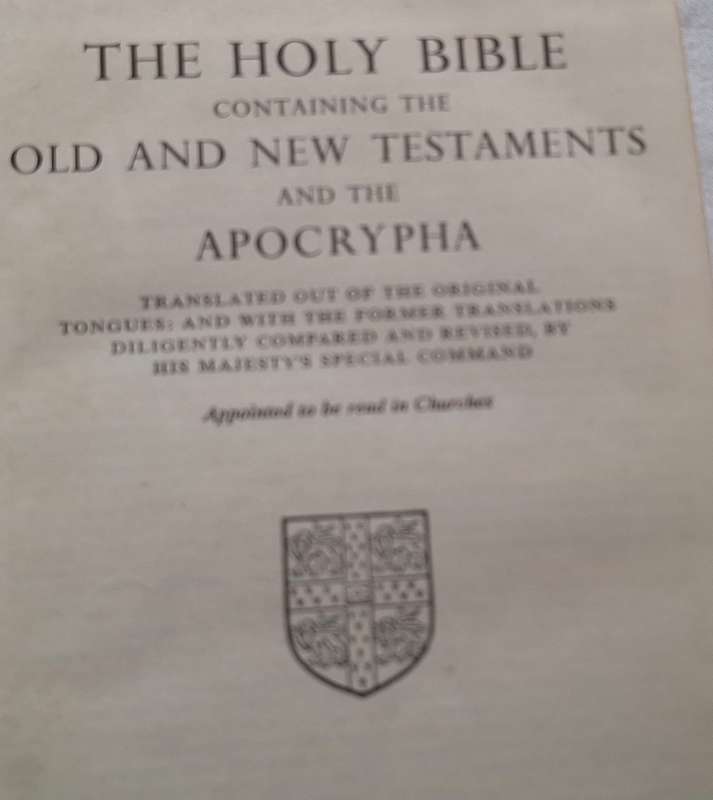 THE HOLY BIBLE
CONTAINING THE
OLD AND NEW TESTAMENTS
AND THE
APOCRYPHA
TRANSLATED OUT OF THE ORIGINAL
TONGUES: AND WITH THE FORMER TRANSLATIONS
DILIGENTLY COMPARED AND REVISED, BY
HIS MAJESTY'S SPECIAL COMMAND
Appointed to be read in Churches